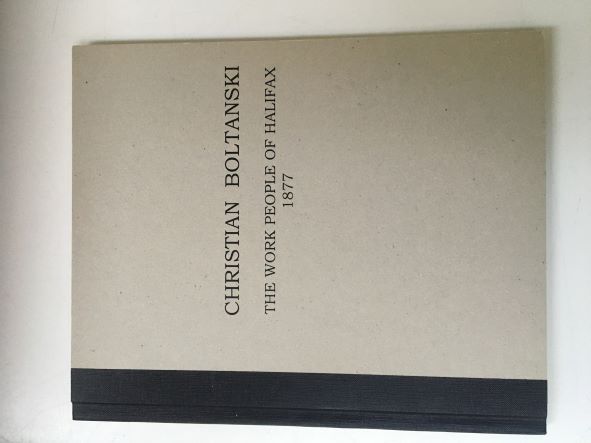 CHRISTIAN BOLTANSKI
THE WORK PEOPLE OF HALIFAX
1877